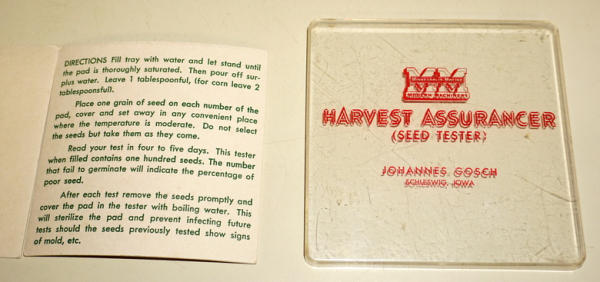 DIRECTIONS Fill tray with water and let stand until
the pad is thoroughly saturated. Then pour off sur-
plus water. Leave 1 tablespoonful, (for corn leave 2
tablespoonsful).
Place one grain of seed on each number of the
pad, cover and set away in any convenient place
where the temperature is moderate. Do not select
the seeds but take them as they come.
Read your test in four to five days. This tester
when filled contains one hundred seeds. The number
that fail to germinate will indicate the percentage of
poor seed.
After each test remove the seeds promptly and
cover the pad in the tester with boiling water. This
will sterilize the pad and prevent infecting future
tests should the seeds previously tested show signs
of mold, etc.
MINNEAPOLIS MOLINE
MM
MODERN MACHINERY
HARVEST ASSURANCER
(SEED TESTER)
JOHANNES GOSCH
SCHLESWIG, IOWA